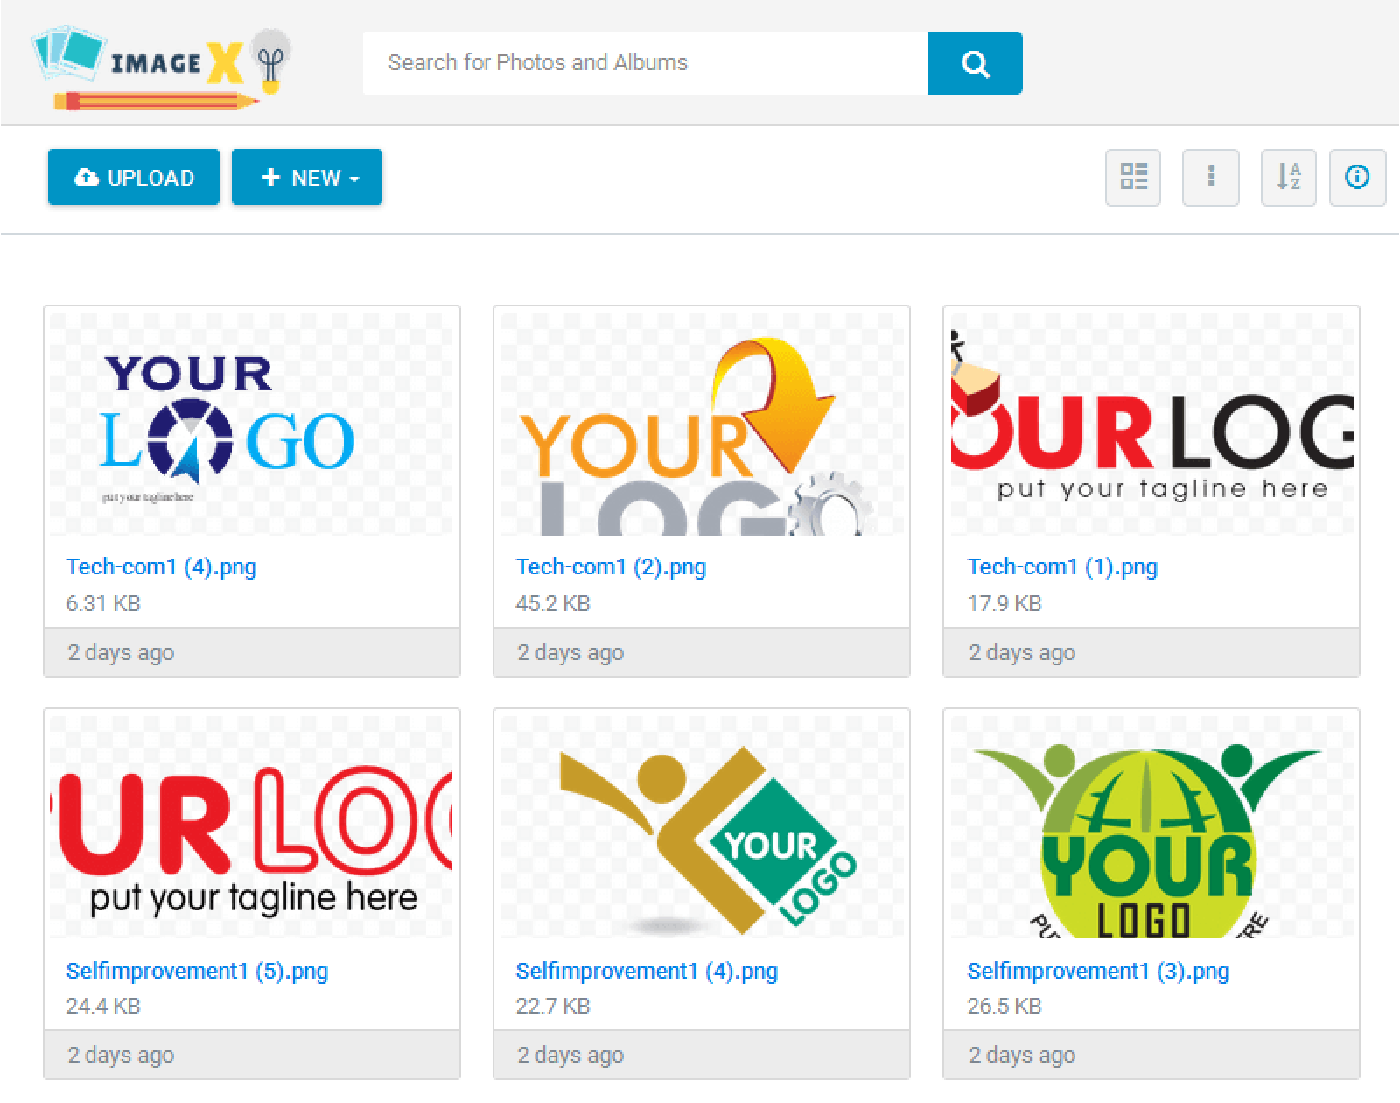 IMAGE X
Search for Photos and Albums
UPLOAD
NEW
A
Z
YOUR
LOGO
put your tagline here
Tech-com1 (4).png
6.31 KB
2 days ago
YOUR
LOGO
Tech-com1 (2).png
45.2 KB
2 days ago
OUR LOG
put your tagline here
Tech-com1 (1).png
17.9 KB
2 days ago
UR LO
put your tagline here
Selfimprovement1 (5).png
24.4 KB
2 days ago
YOUR
LOGO
Selfimprovement1 (4).png
22.7 KB
2 days ago
YOUR
LOGO
Selfimprovement1 (3).png
26.5 KB
2 days ago